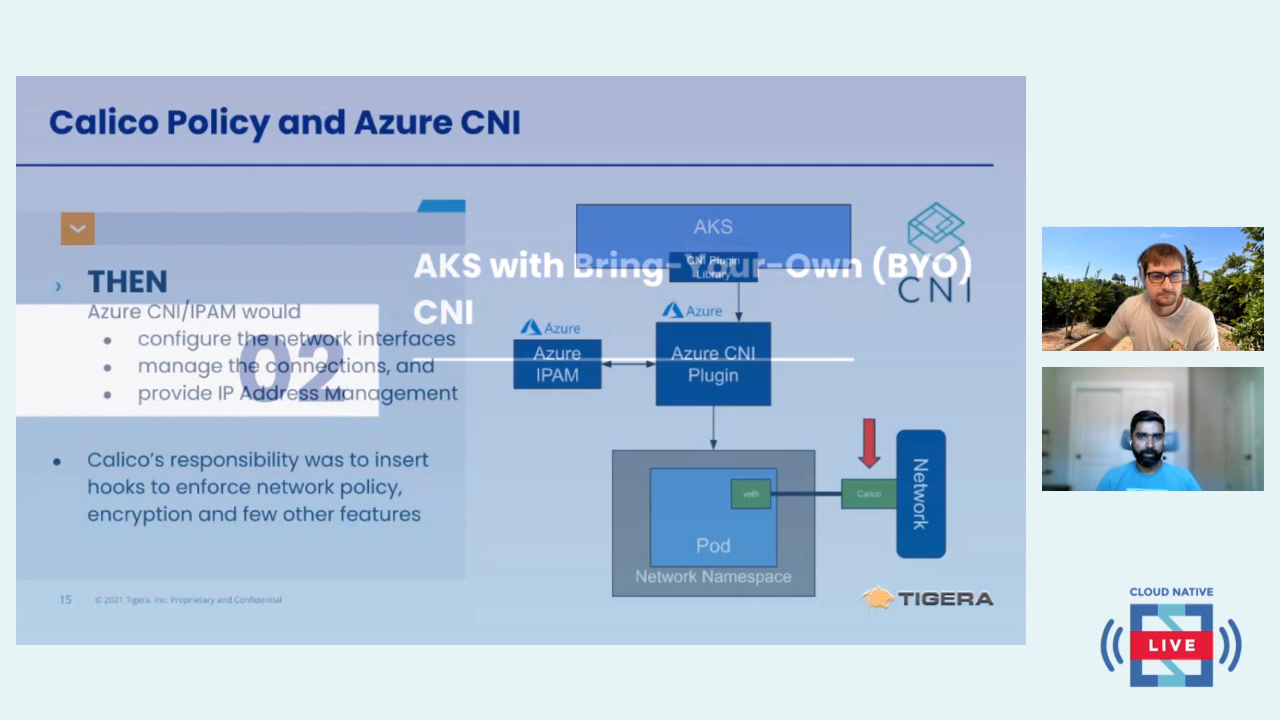 Calico Policy and Azure CNI
THEN
Azure CNI/IPAM would
• configure the network interfaces
• manage the connections, and
• provide IP Address Management
• Calico's responsibility was to insert
hooks to enforce network policy,
encryption and few other features
02
AKS with Bring-Your-Own (BYO)
CNI
AKS
CNI Plugin
Library
CNI
Azure
Azure
IPAM
Azure
Azure CNI
Plugin
veth
Pod
Network Namespace
Calico
Network
15
© 2021 Tigera, Inc. Proprietary and Confidential
TIGERA
CLOUD NATIVE
LIVE